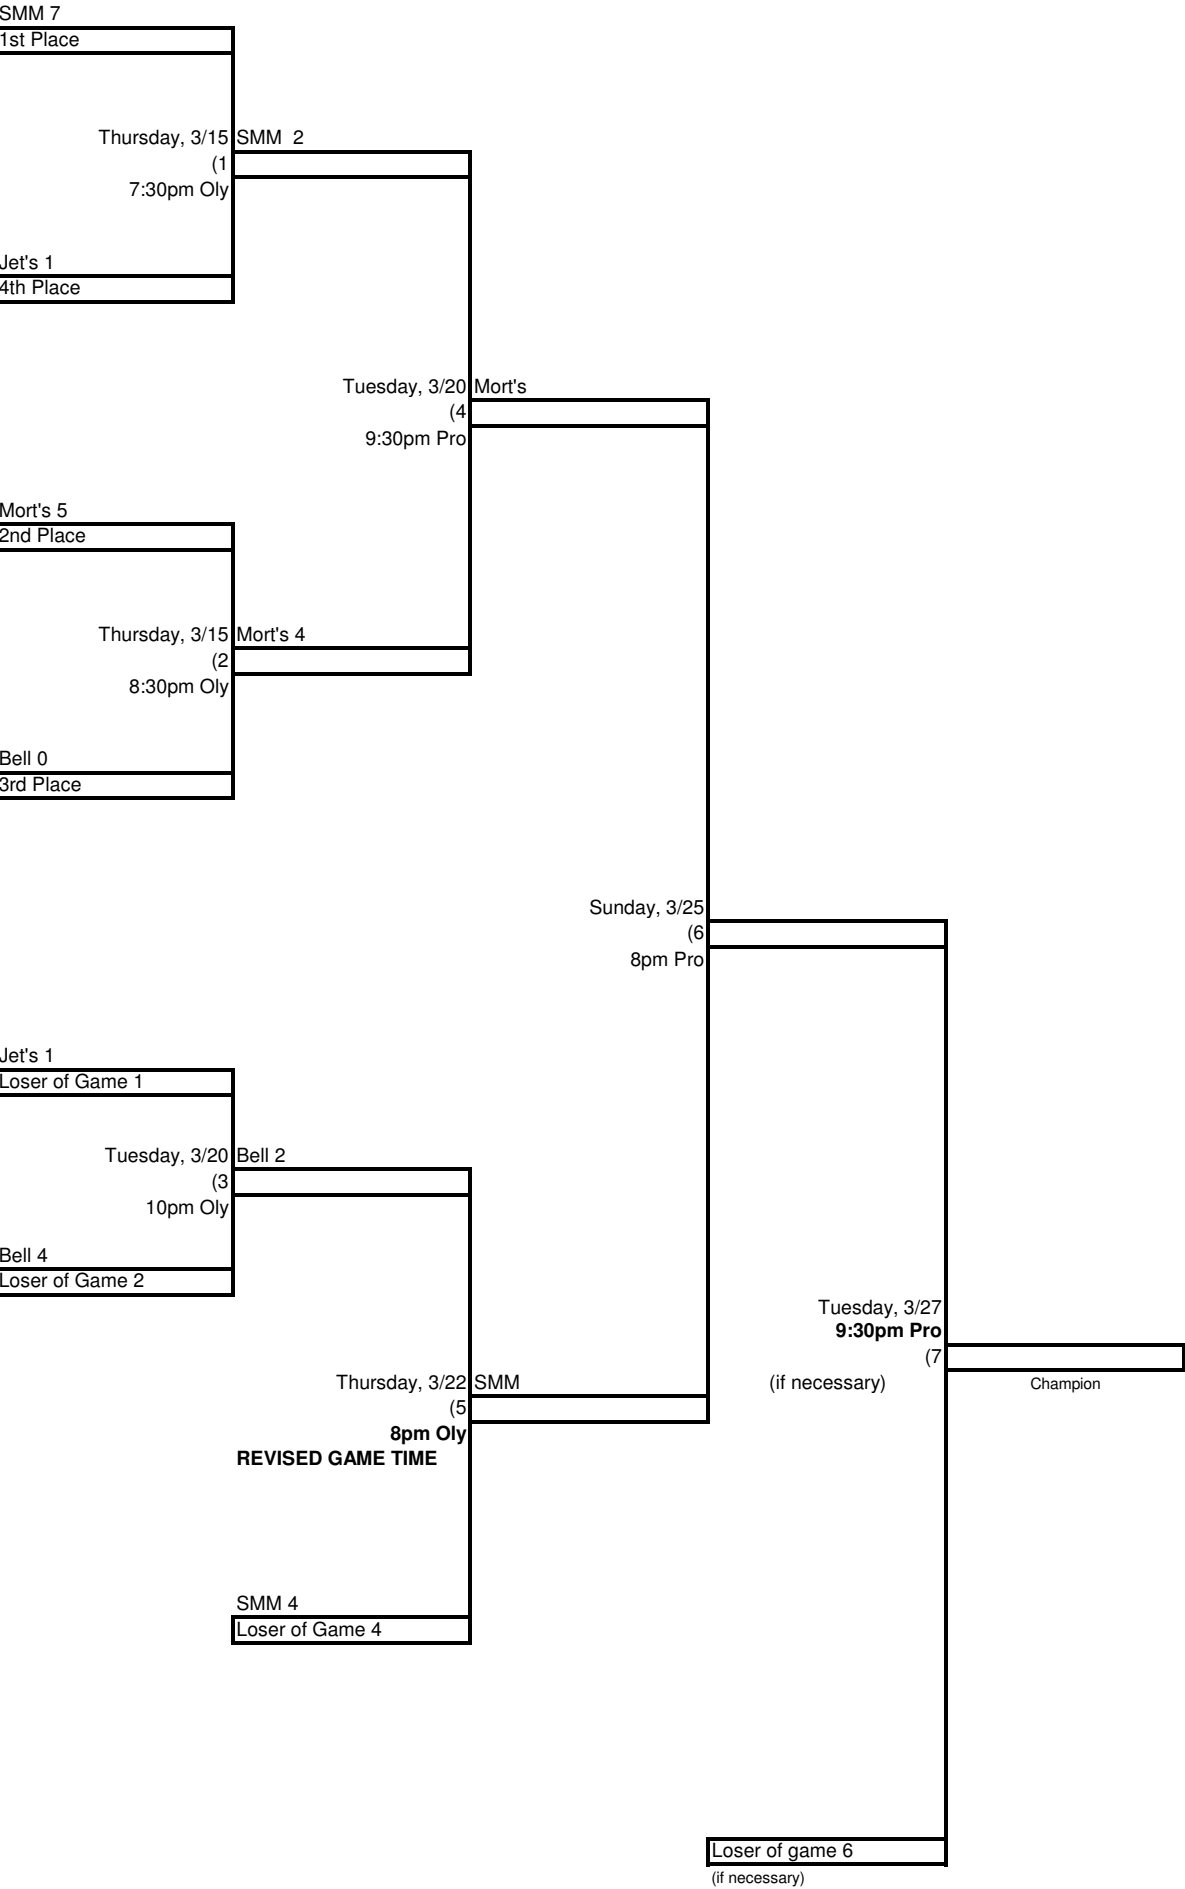 SMM 7
1st Place
Thursday, 3/15 SMM  2
(1
7:30pm Oly
Jet's 1
4th Place
Tuesday, 3/20 Mort's
(4
9:30pm Pro
Mort's 5
2nd Place
Thursday, 3/15 Mort's 4
(2
8:30pm Oly
Bell 0
3rd Place
Sunday, 3/25
(6
8pm Pro
Jet's 1
Loser of Game 1
Tuesday, 3/20 Bell 2
(3
10pm Oly
Bell 4
Loser of Game 2
Tuesday, 3/27
9:30pm Pro
(7
Thursday, 3/22 SMM (if necessary) Champion
(5
8pm Oly
REVISED GAME TIME
SMM 4
Loser of Game 4
Loser of game 6
(if necessary)